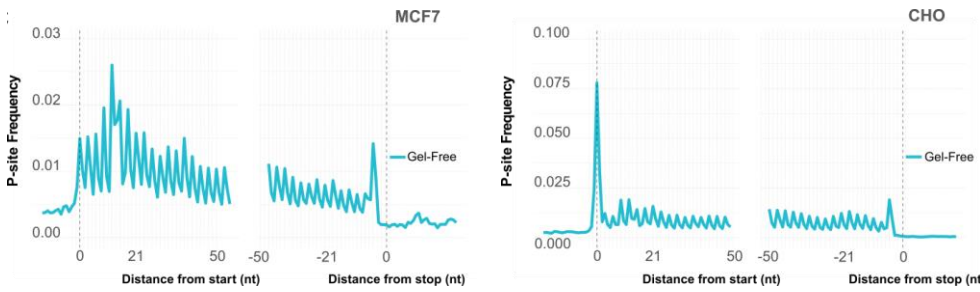 MCF7
P-site Frequency
0.03
0.02
0.01
0.00
0 21 50 -50 -21 0
Distance from start (nt) Distance from stop (nt)
Gel-Free
CHO
P-site Frequency
0.100
0.075
0.050
0.025
0.000
0 21 50 -50 -21 0
Distance from start (nt) Distance from stop (nt
Gel-Free